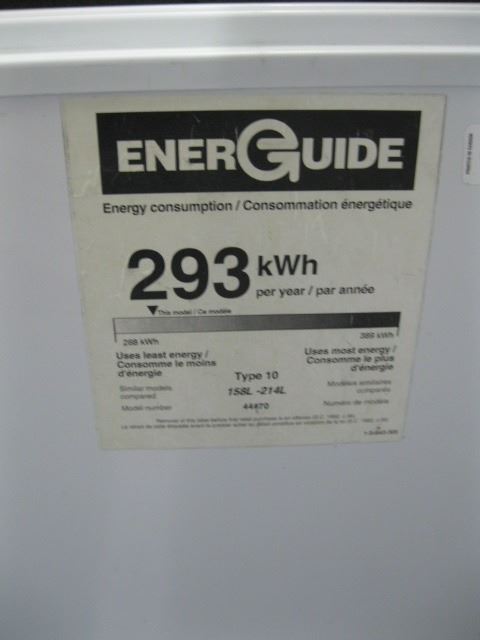 ENERGUIDE
Energy consumption / Consommation énergétique
293 kWh
per year / par année
This model / Ce modèle
288 kWh
386 kWh
Uses least energy /
Consomme le moins
d'énergie
Uses most energy /
Consomme le plus
d'énergie
Type 10
Similar models
compared
158L -214L
Modèles similaires
comparés
Model number
44470
Numéro de modèle